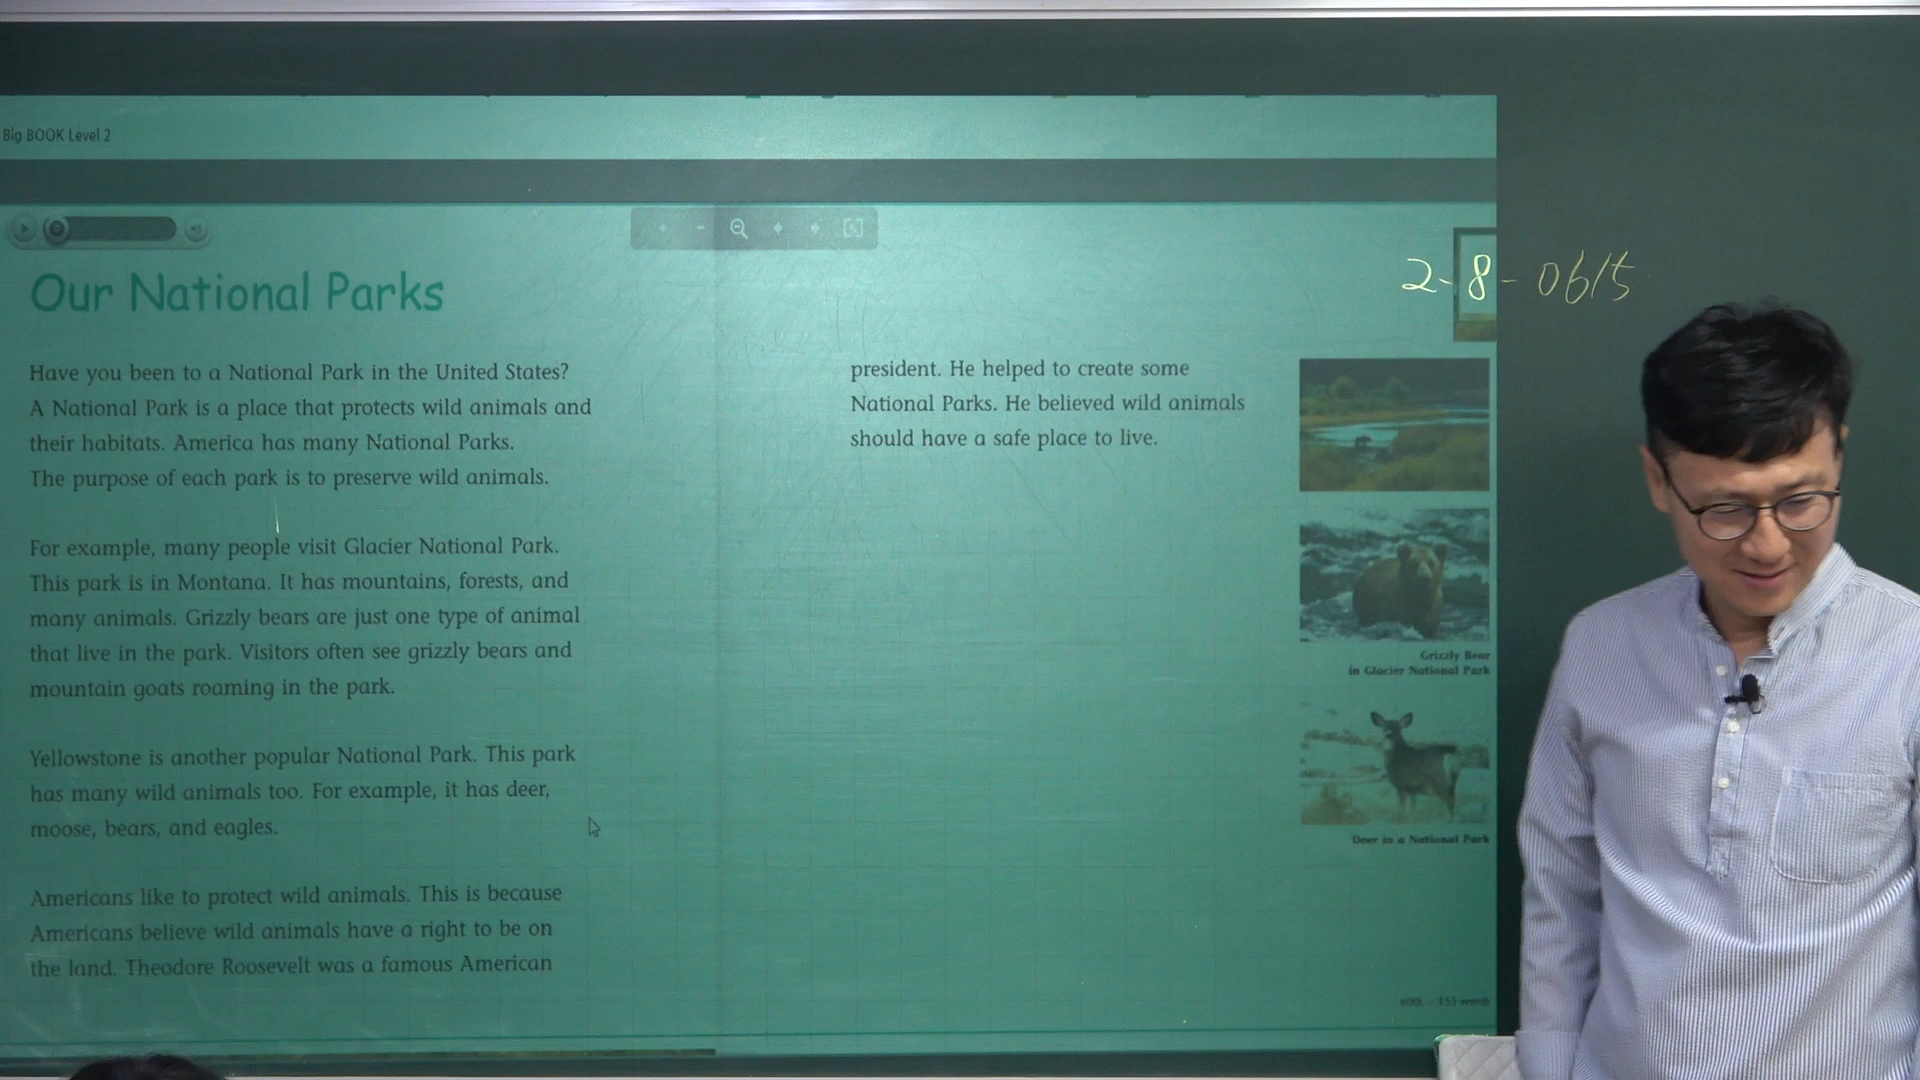 Big BOOK Level 2
2-8-0615
Our National Parks
Have you been to a National Park in the United States?
A National Park is a place that protects wild animals and
their habitats. America has many National Parks.
The purpose of each park is to preserve wild animals.
For example, many people visit Glacier National Park.
This park is in Montana. It has mountains, forests, and
many animals. Grizzly bears are just one type of animal
that live in the park. Visitors often see grizzly bears and
mountain goats roaming in the park.
Yellowstone is another popular National Park. This park
has many wild animals too. For example, it has deer,
moose, bears, and eagles.
Americans like to protect wild animals. This is because
Americans believe wild animals have a right to be on
the land. Theodore Roosevelt was a famous American
president. He helped to create some
National Parks. He believed wild animals
should have a safe place to live.
Grizzly Bear
in Glacier National Park
Deer in a National Park
153 words